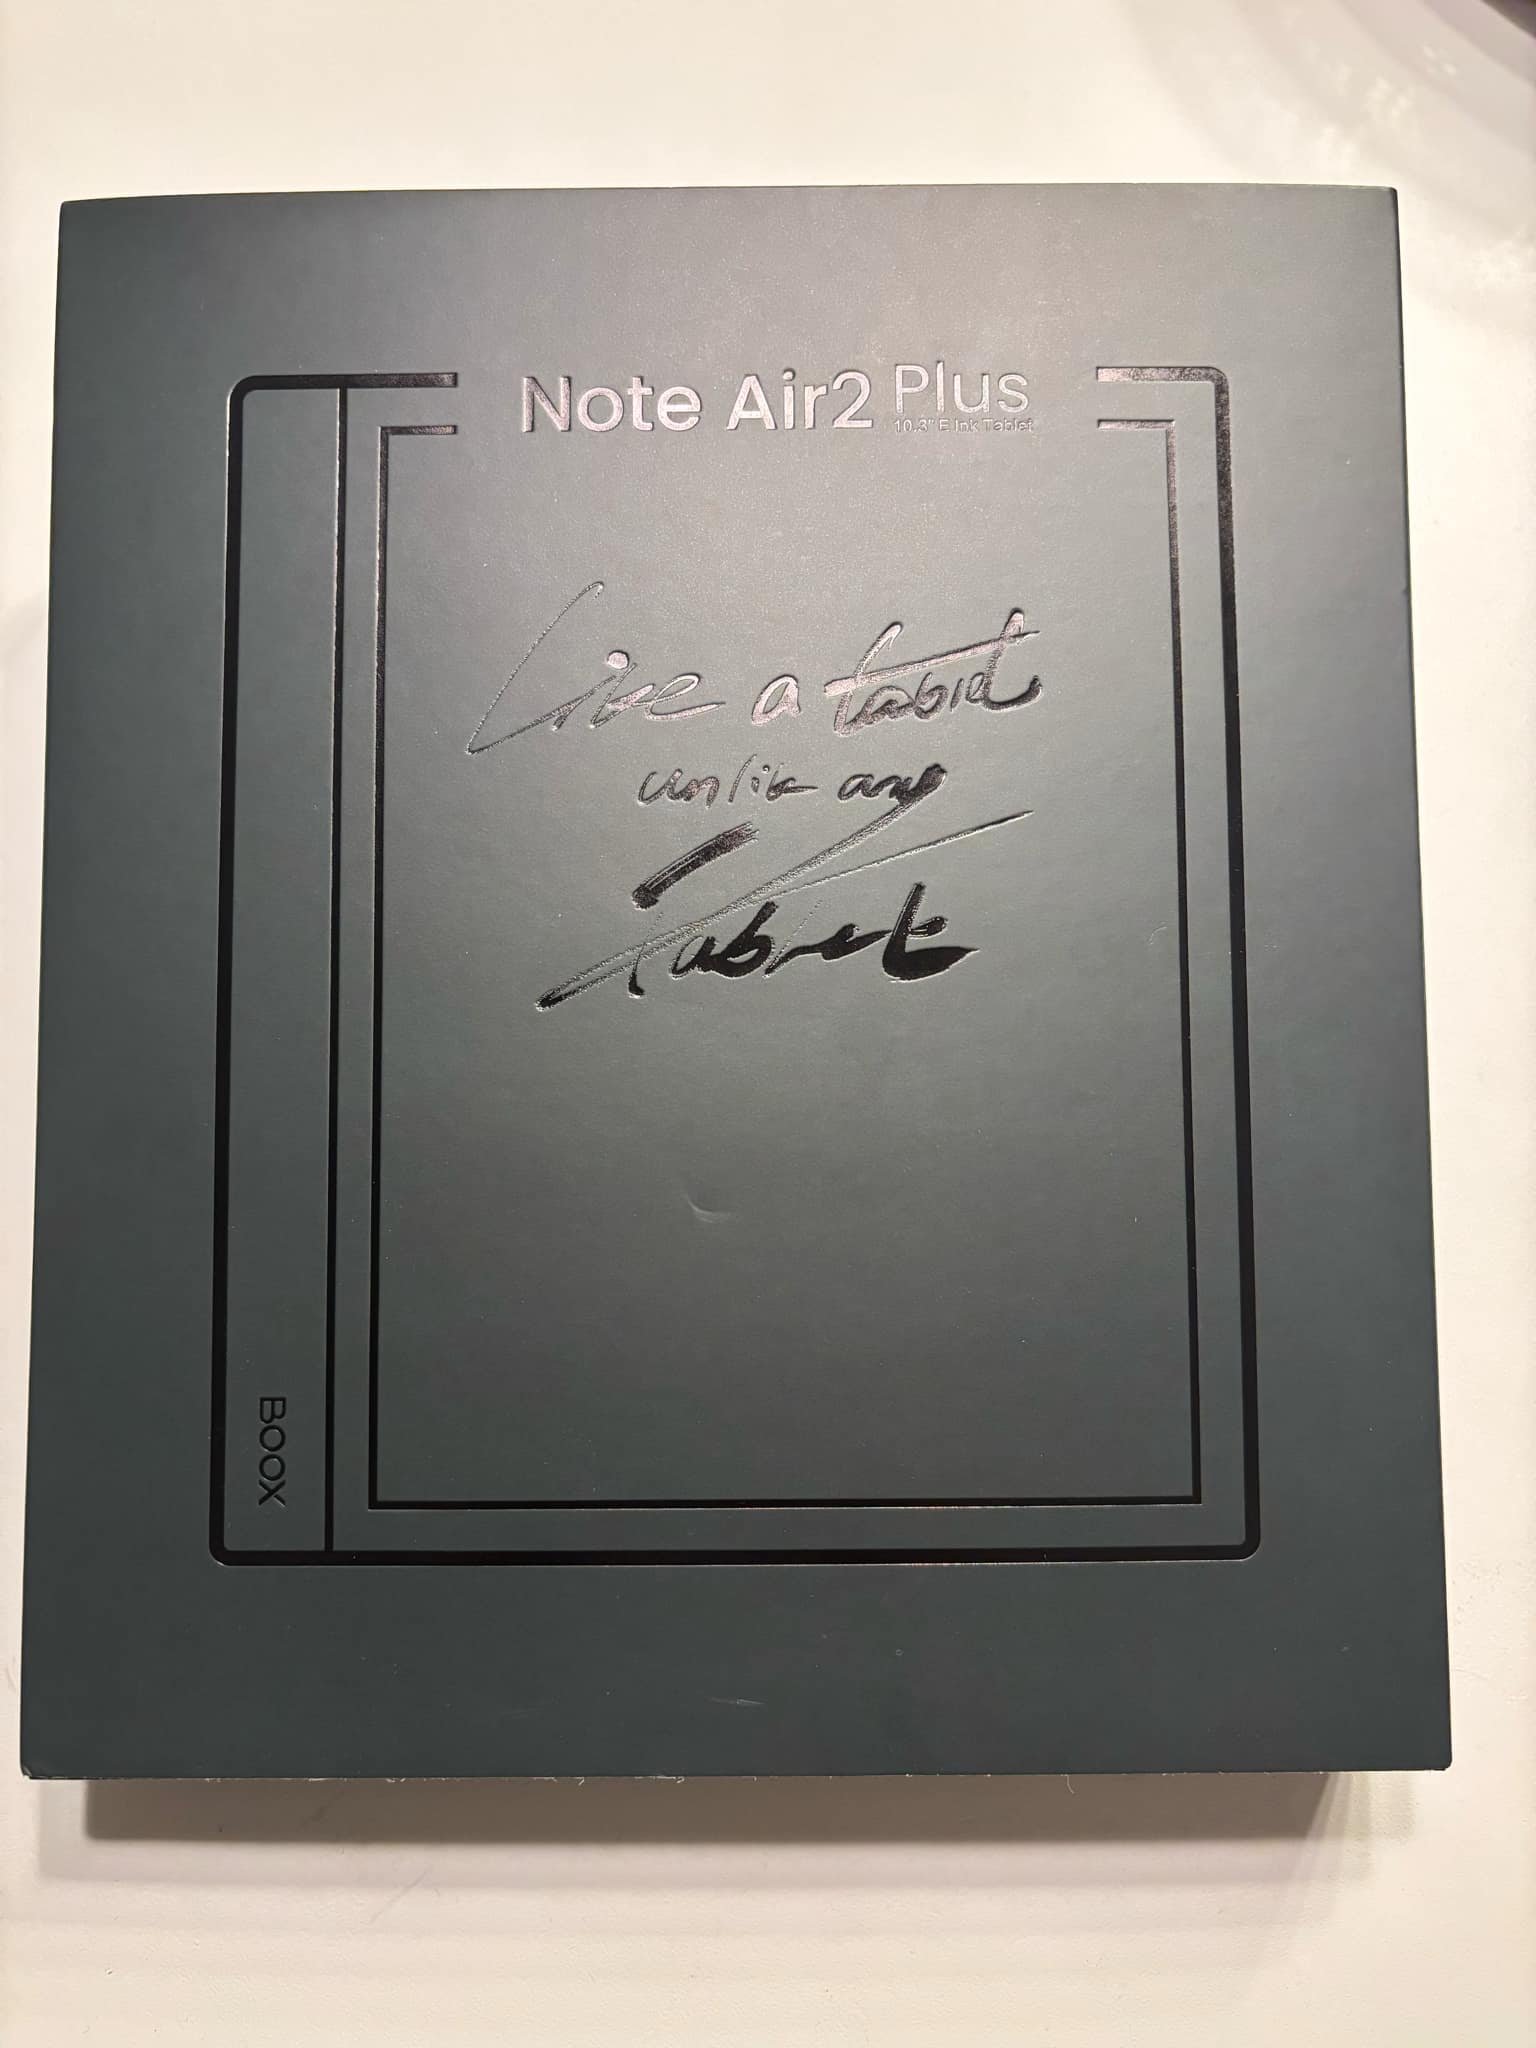 Note Air2 Plus
10.3" E Ink Tablet
Like a tablet
unlike any
Tablet
BOOX